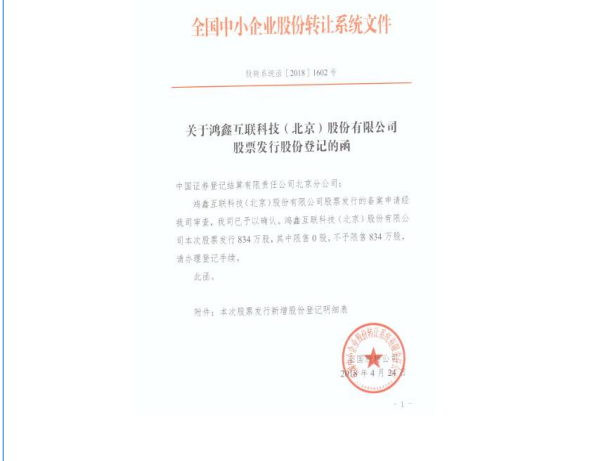 全国中小企业股份转让系统文件
股转系统函［2018］1602号
关于鸿鑫互联科技（北京）股份有限公司
股票发行股份登记的函
中国证券登记结算有限责任公司北京分公司：
鸿鑫互联科技（北京）股份有限公司股票发行的备案申请经
我司审查，我司已予以确认。鸿鑫互联科技（北京）股份有限公
司本次股票发行834万股，其中限售0股，不予限售834万股。
请办理登记手续。
此函。
附件：本次股票发行新增股份登记明细表
2018年4月24日
- 1 -